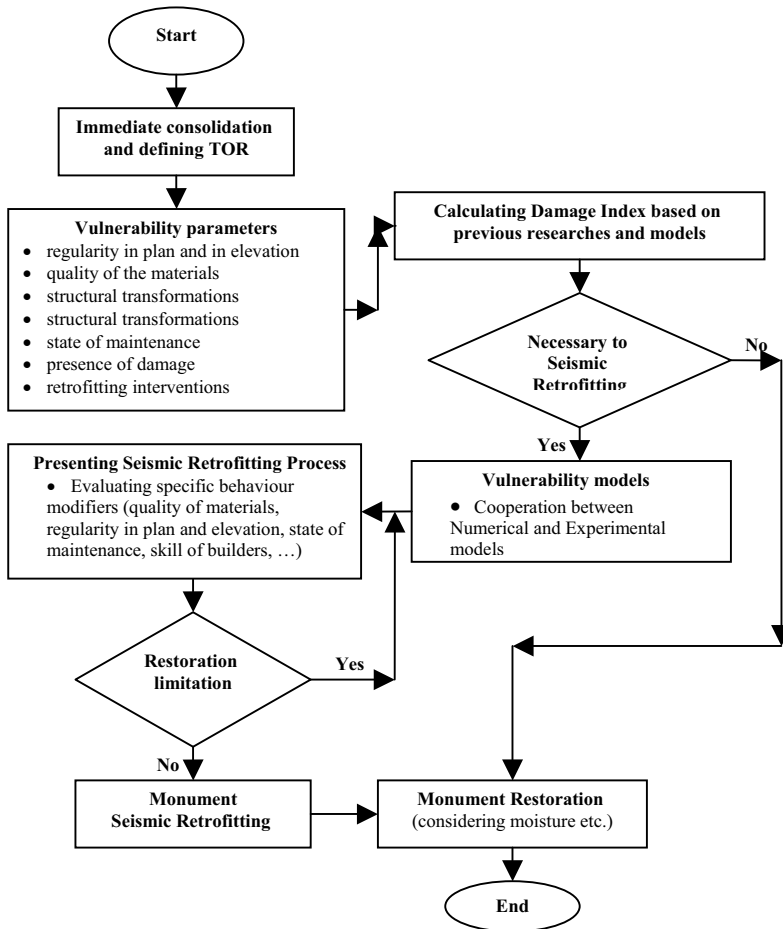 Start
Immediate consolidation
and defining TOR
Vulnerability parameters
• regularity in plan and in elevation
• quality of the materials
• structural transformations
• structural transformations
• state of maintenance
• presence of damage
• retrofitting interventions
Calculating Damage Index based on
previous researches and models
Necessary to
Seismic
Retrofitting
No
Yes
Vulnerability models
• Cooperation between
Numerical and Experimental
models
Presenting Seismic Retrofitting Process
• Evaluating specific behaviour
modifiers (quality of materials,
regularity in plan and elevation, state of
maintenance, skill of builders, …)
Restoration
limitation
Yes
No
Monument
Seismic Retrofitting
Monument Restoration
(considering moisture etc.)
End